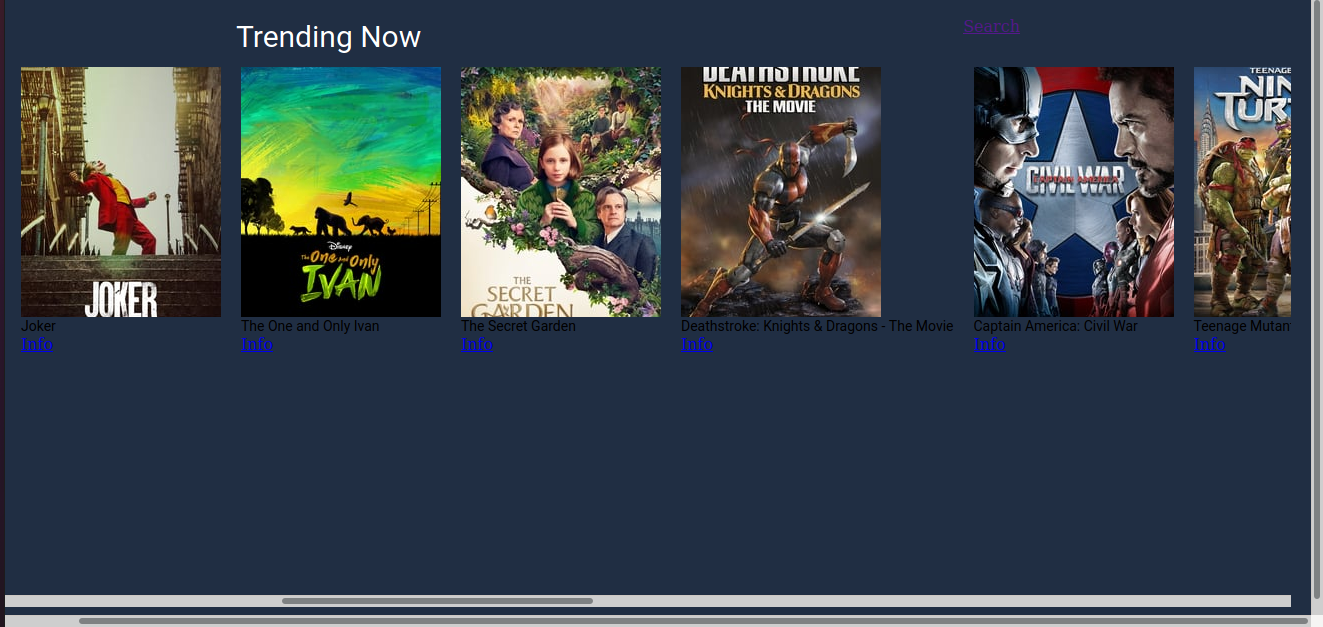 Trending Now
Search
JOKER
Disney
The One and Only
IVAN
THE
SECRET
GARDEN
DEATHSTROKE
KNIGHTS & DRAGONS
THE MOVIE
CAPTAIN AMERICA
CIVIL WAR
TEENAGE
NIN
TUR
Joker
The One and Only Ivan
The Secret Garden
Deathstroke: Knights & Dragons - The Movie
Captain America: Civil War
Teenage Mutan
Info
Info
Info
Info
Info
Info